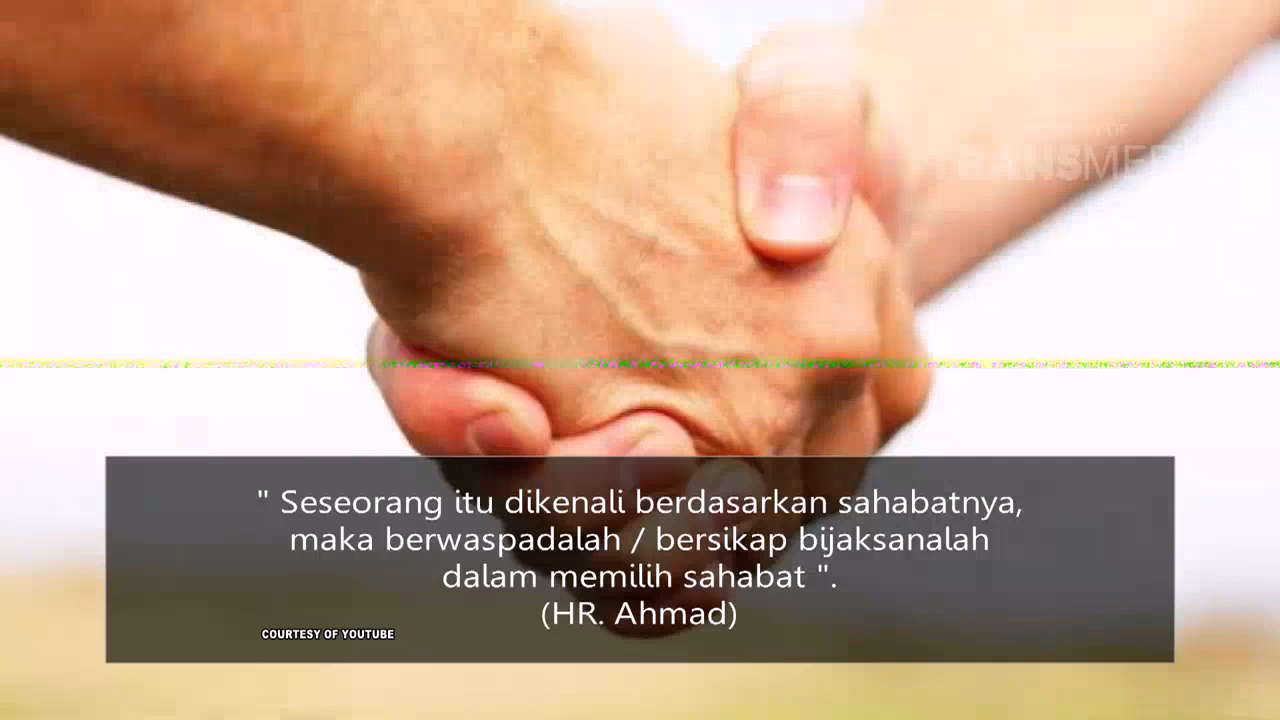 " Seseorang itu dikenali berdasarkan sahabatnya,
maka berwaspadalah / bersikap bijaksanalah
dalam memilih sahabat ".
(HR. Ahmad)
COURTESY OF YOUTUBE